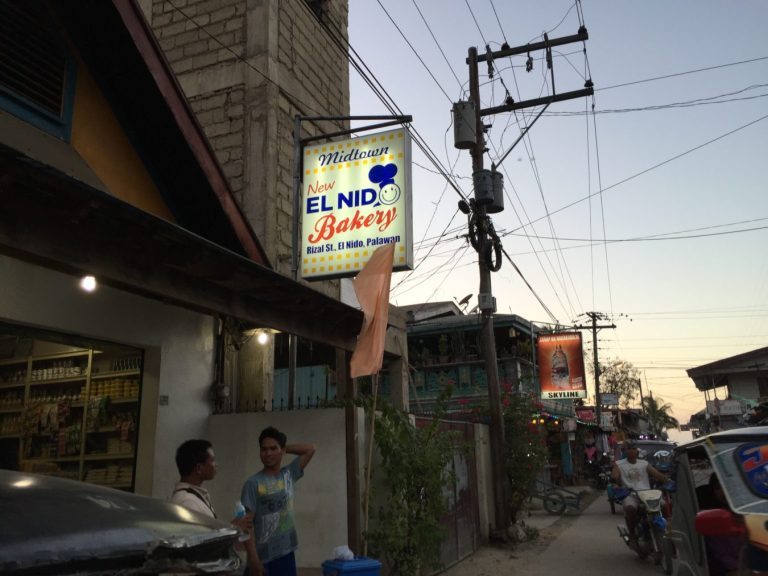 Midtown
New
EL NIDO
Bakery
Rizal St., El Nido, Palawan
SKYLINE